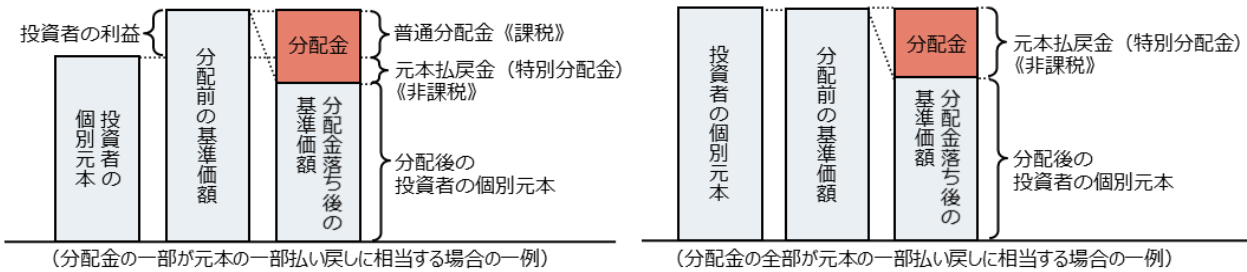 投資者の利益
投資者の
個別元本
分配前の基準価額
分配金
分配金落ち後の
基準価額
普通分配金《課税》
元本払戻金（特別分配金）
《非課税》
分配後の
投資者の個別元本
（分配金の一部が元本の一部払い戻しに相当する場合の一例）
投資者の個別元本
分配前の基準価額
分配金
分配金落ち後の
基準価額
元本払戻金（特別分配金）
《非課税》
分配後の
投資者の個別元本
（分配金の全部が元本の一部払い戻しに相当する場合の一例）